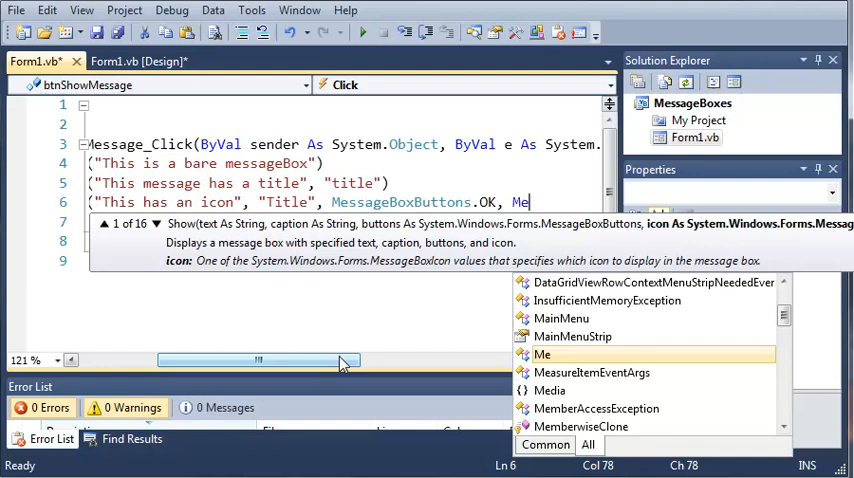 File Edit View Project Debug Data Tools Window Help
Form1.vb* Form1.vb [Design]*
Solution Explorer
btnShowMessage Click
MessageBoxes
My Project
Form1.vb
1
2
3 Message_Click(ByVal sender As System.Object, ByVal e As System.
4 ("This is a bare messageBox")
5 ("This message has a title", "title")
6 ("This has an icon", "Title", MessageBoxButtons.OK, Me
Properties
7 1 of 16 Show(text As String, caption As String, buttons As System.Windows.Forms.MessageBoxButtons, icon As System.Windows.Forms.Messag
8 Displays a message box with specified text, caption, buttons, and icon.
9 icon: One of the System.Windows.Forms.MessageBoxIcon values that specifies which icon to display in the message box.
DataGridViewRowContextMenuStripNeededEver
InsufficientMemoryException
MainMenu
MainMenuStrip
Me
MeasureItemEventArgs
Media
MemberAccessException
MemberwiseClone
Common All
121 %
Error List
0 Errors 0 Warnings 0 Messages
Error List Find Results
Ready Ln 6 Col 78 Ch 78 INS